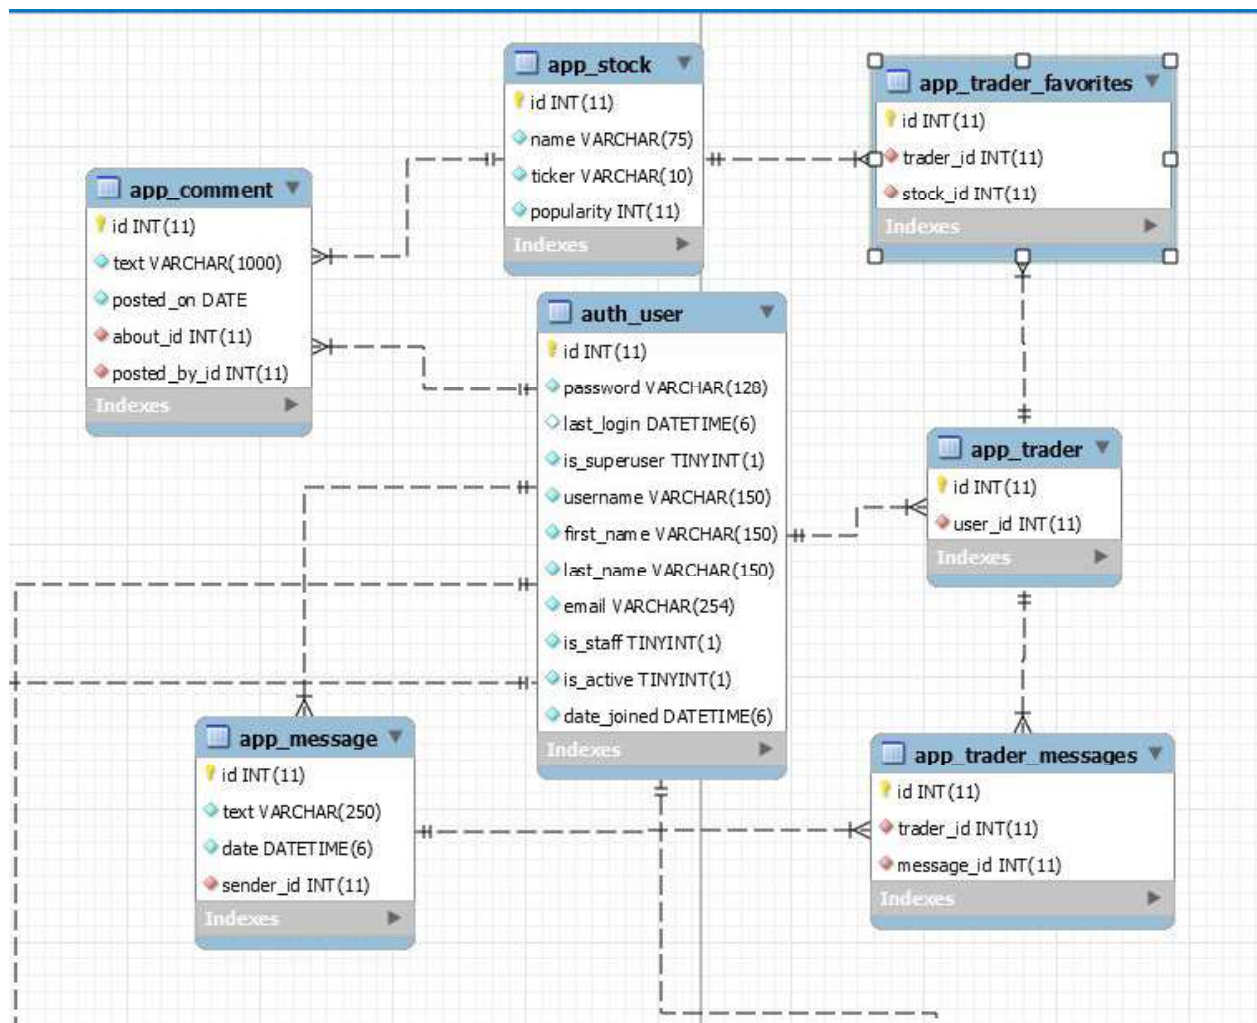 app_stock
id INT(11)
name VARCHAR(75)
ticker VARCHAR(10)
popularity INT(11)
Indexes
app_trader_favorites
id INT(11)
trader_id INT(11)
stock_id INT(11)
Indexes
app_comment
id INT(11)
text VARCHAR(1000)
posted_on DATE
about_id INT(11)
posted_by_id INT(11)
Indexes
auth_user
id INT(11)
password VARCHAR(128)
last_login DATETIME(6)
is_superuser TINYINT(1)
username VARCHAR(150)
first_name VARCHAR(150)
last_name VARCHAR(150)
email VARCHAR(254)
is_staff TINYINT(1)
is_active TINYINT(1)
date_joined DATETIME(6)
Indexes
app_trader
id INT(11)
user_id INT(11)
Indexes
app_message
id INT(11)
text VARCHAR(250)
date DATETIME(6)
sender_id INT(11)
Indexes
app_trader_messages
id INT(11)
trader_id INT(11)
message_id INT(11)
Indexes